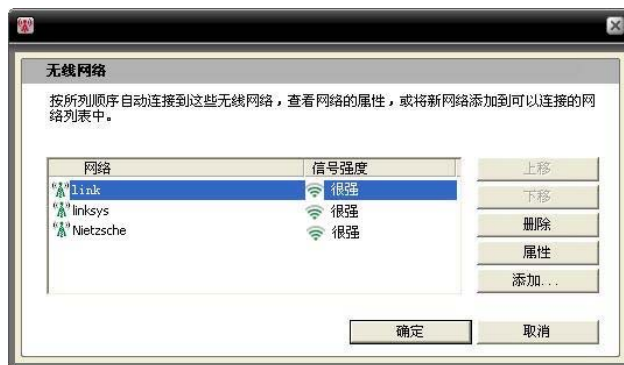 无线网络
按所列顺序自动连接到这些无线网络，查看网络的属性，或将新网络添加到可以连接的网
络列表中。
网络 信号强度
link 很强
linksys 很强
Nietzsche 很强
上移
下移
删除
属性
添加...
确定 取消